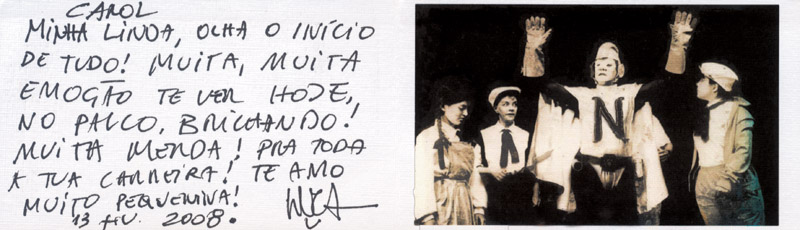 CAROL
MINHA LINDA, OLHA O INÍCIO
DE TUDO! MUITA, MUITA
EMOÇÃO TE VER HOJE,
NO PALCO, BRILHANDO!
MUITA MERDA! PRA TODA
A TUA CARREIRA! TE AMO
MUITO PEQUENINA!
13 FEV. 2008.
N